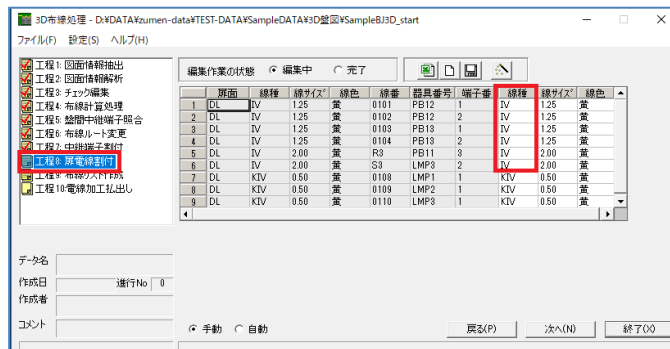 3D布線処理 - D:¥DATA¥zumen-data¥TEST-DATA¥SampleDATA¥3D盤図¥SampleBJ3D_start
ファイル(F) 設定(S) ヘルプ(H)
工程1: 図面情報抽出
工程2: 図面情報解析
工程3: チェック編集
工程4: 布線計算処理
工程5: 盤間中継端子照合
工程6: 布線ルート変更
工程7: 中継端子割付
工程8: 扉電線割付
工程9: 布線リスト作成
工程10:電線加工払出し
編集作業の状態 編集中 完了
扉面 線種 線サイズ 線色 線番 器具番号 端子番 線種 線サイズ 線色
1 DL IV 1.25 黄 0101 PB12 1 IV 1.25 黄
2 DL IV 1.25 黄 0102 PB12 2 IV 1.25 黄
3 DL IV 1.25 黄 0103 PB13 1 IV 1.25 黄
4 DL IV 1.25 黄 0104 PB13 2 IV 1.25 黄
5 DL IV 2.00 黄 R3 PB11 3 IV 2.00 黄
6 DL IV 2.00 黄 S3 LMP3 2 IV 2.00 黄
7 DL KIV 0.50 黄 0108 LMP1 1 KIV 0.50 黄
8 DL KIV 0.50 黄 0109 LMP2 1 KIV 0.50 黄
9 DL KIV 0.50 黄 0110 LMP3 1 KIV 0.50 黄
データ名
作成日 進行No 0
作成者
コメント
手動 自動 戻る(P) 次へ(N) 終了(X)